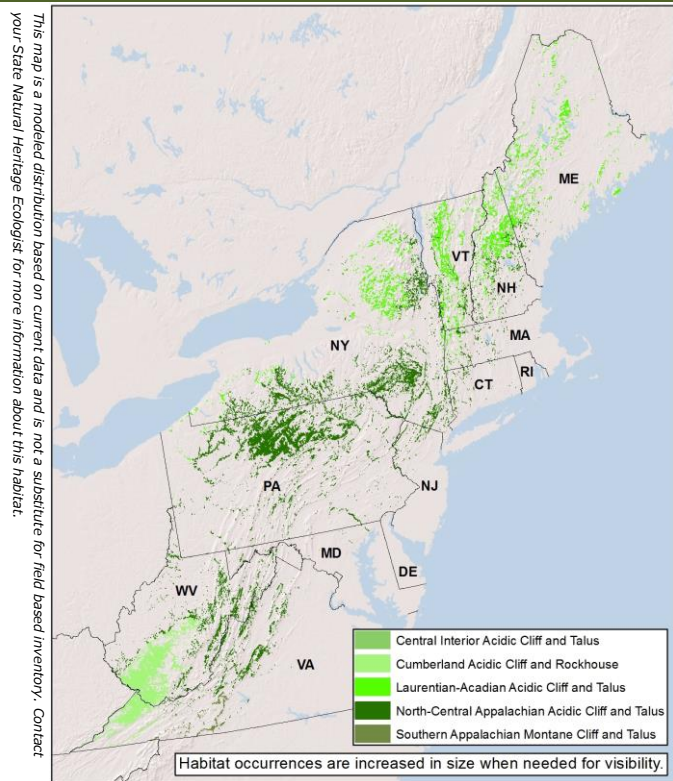 This map is a modeled distribution based on current data and is not a substitute for field based inventory. Contact
your State Natural Heritage Ecologist for more information about this habitat.
ME
VT
NH
NY
MA
CT
RI
PA
NJ
MD
DE
WV
VA
Central Interior Acidic Cliff and Talus
Cumberland Acidic Cliff and Rockhouse
Laurentian-Acadian Acidic Cliff and Talus
North-Central Appalachian Acidic Cliff and Talus
Southern Appalachian Montane Cliff and Talus
Habitat occurrences are increased in size when needed for visibility.